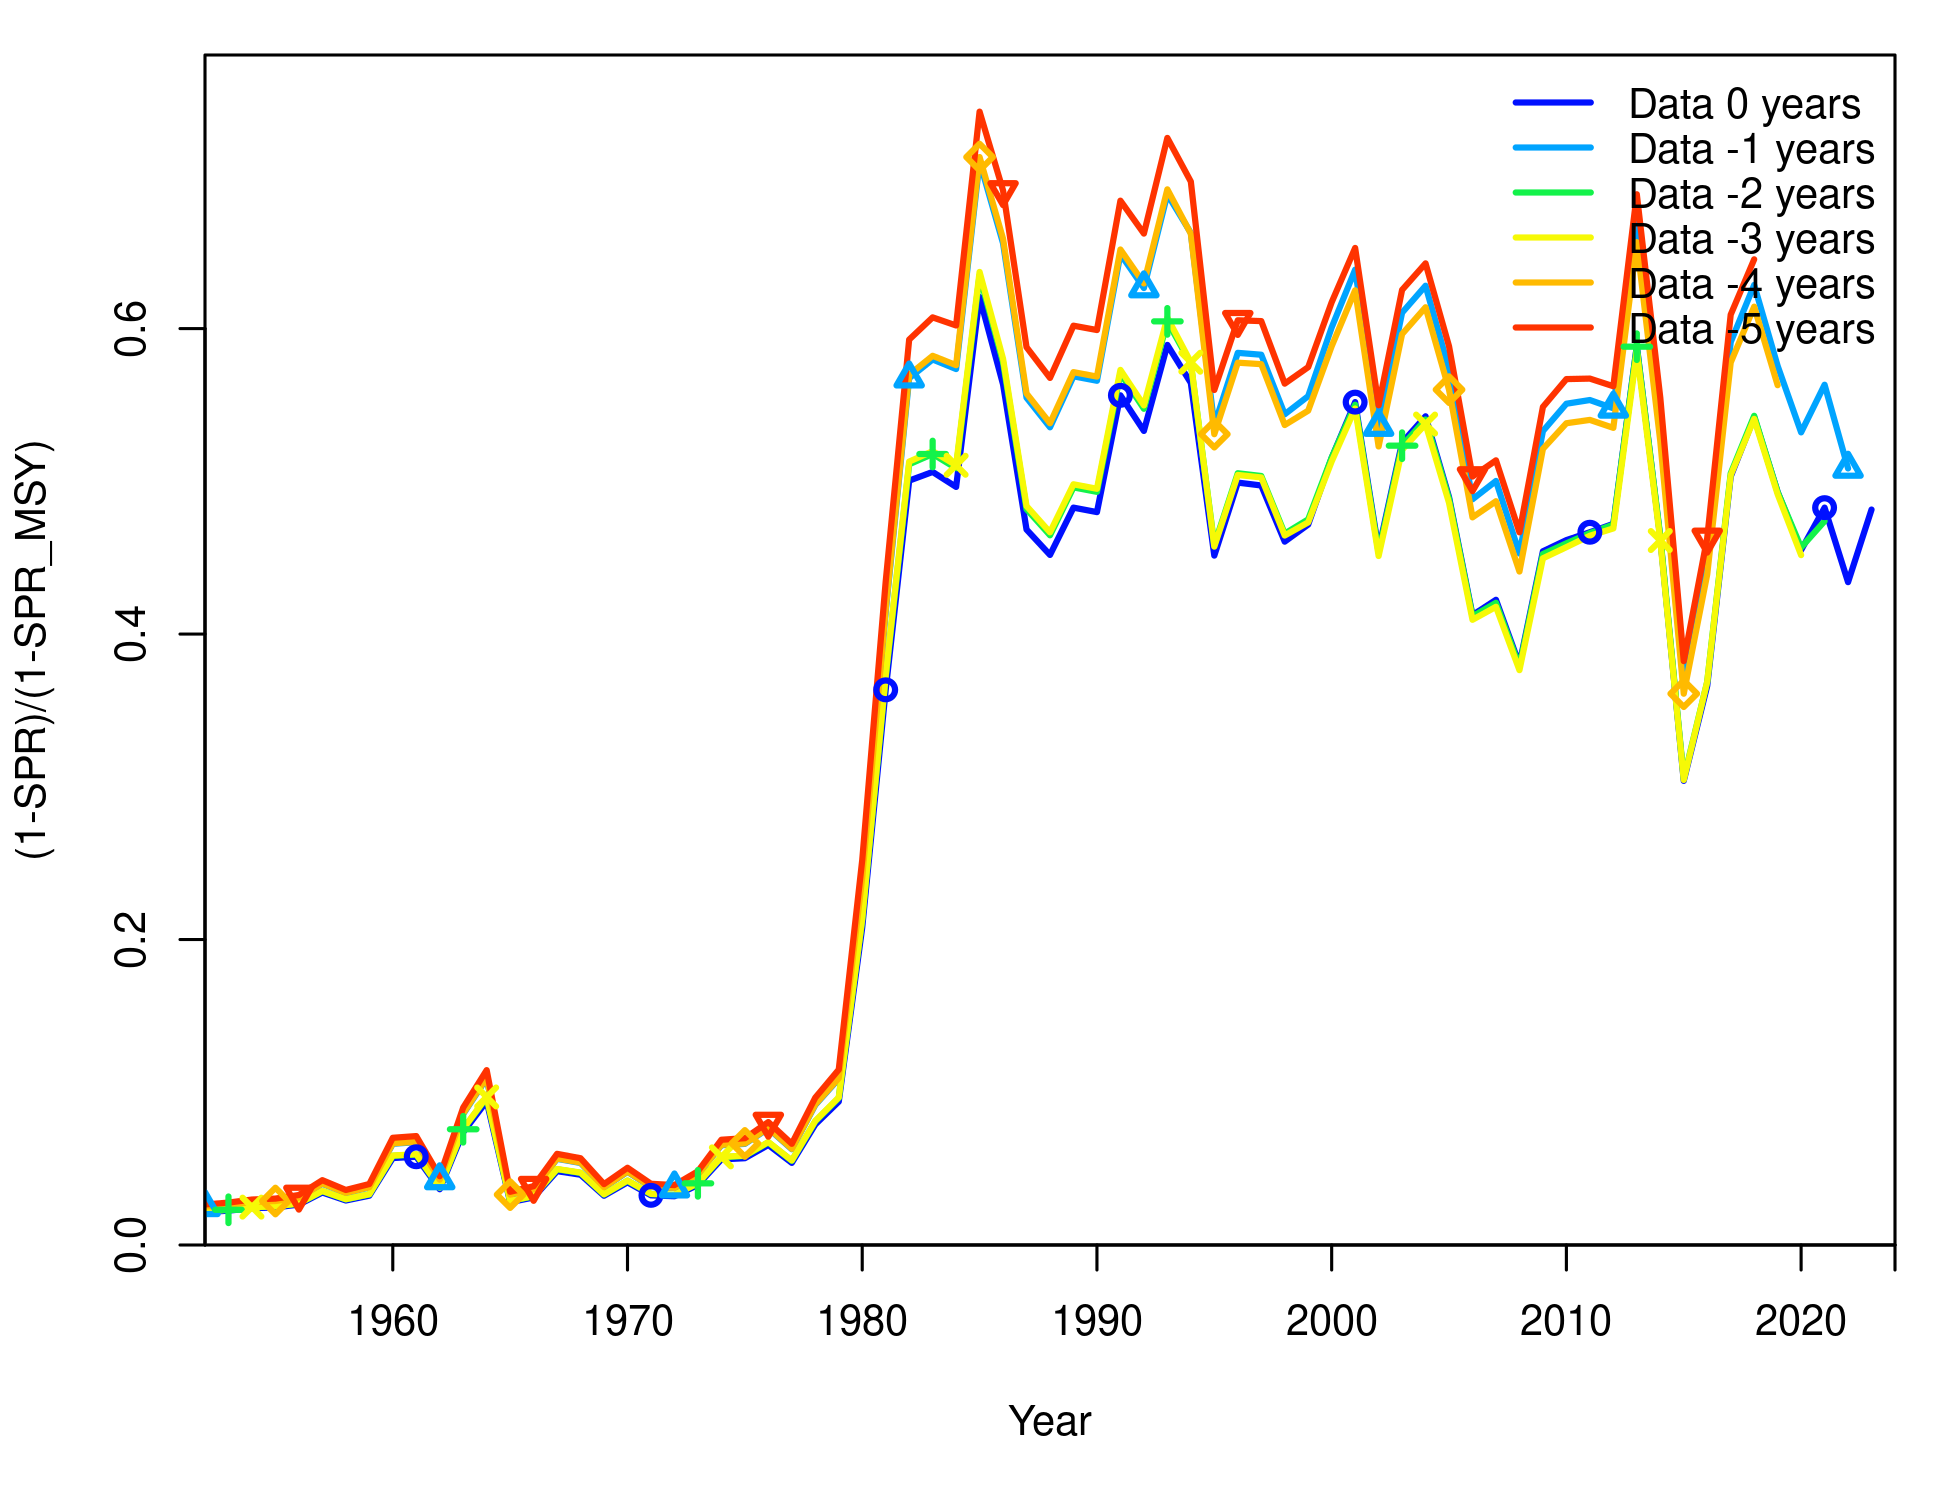 Data 0 years
Data -1 years
Data -2 years
Data -3 years
Data -4 years
Data -5 years
(1-SPR)/(1-SPR_MSY)
0.6
0.4
0.2
0.0
1960 1970 1980 1990 2000 2010 2020
Year